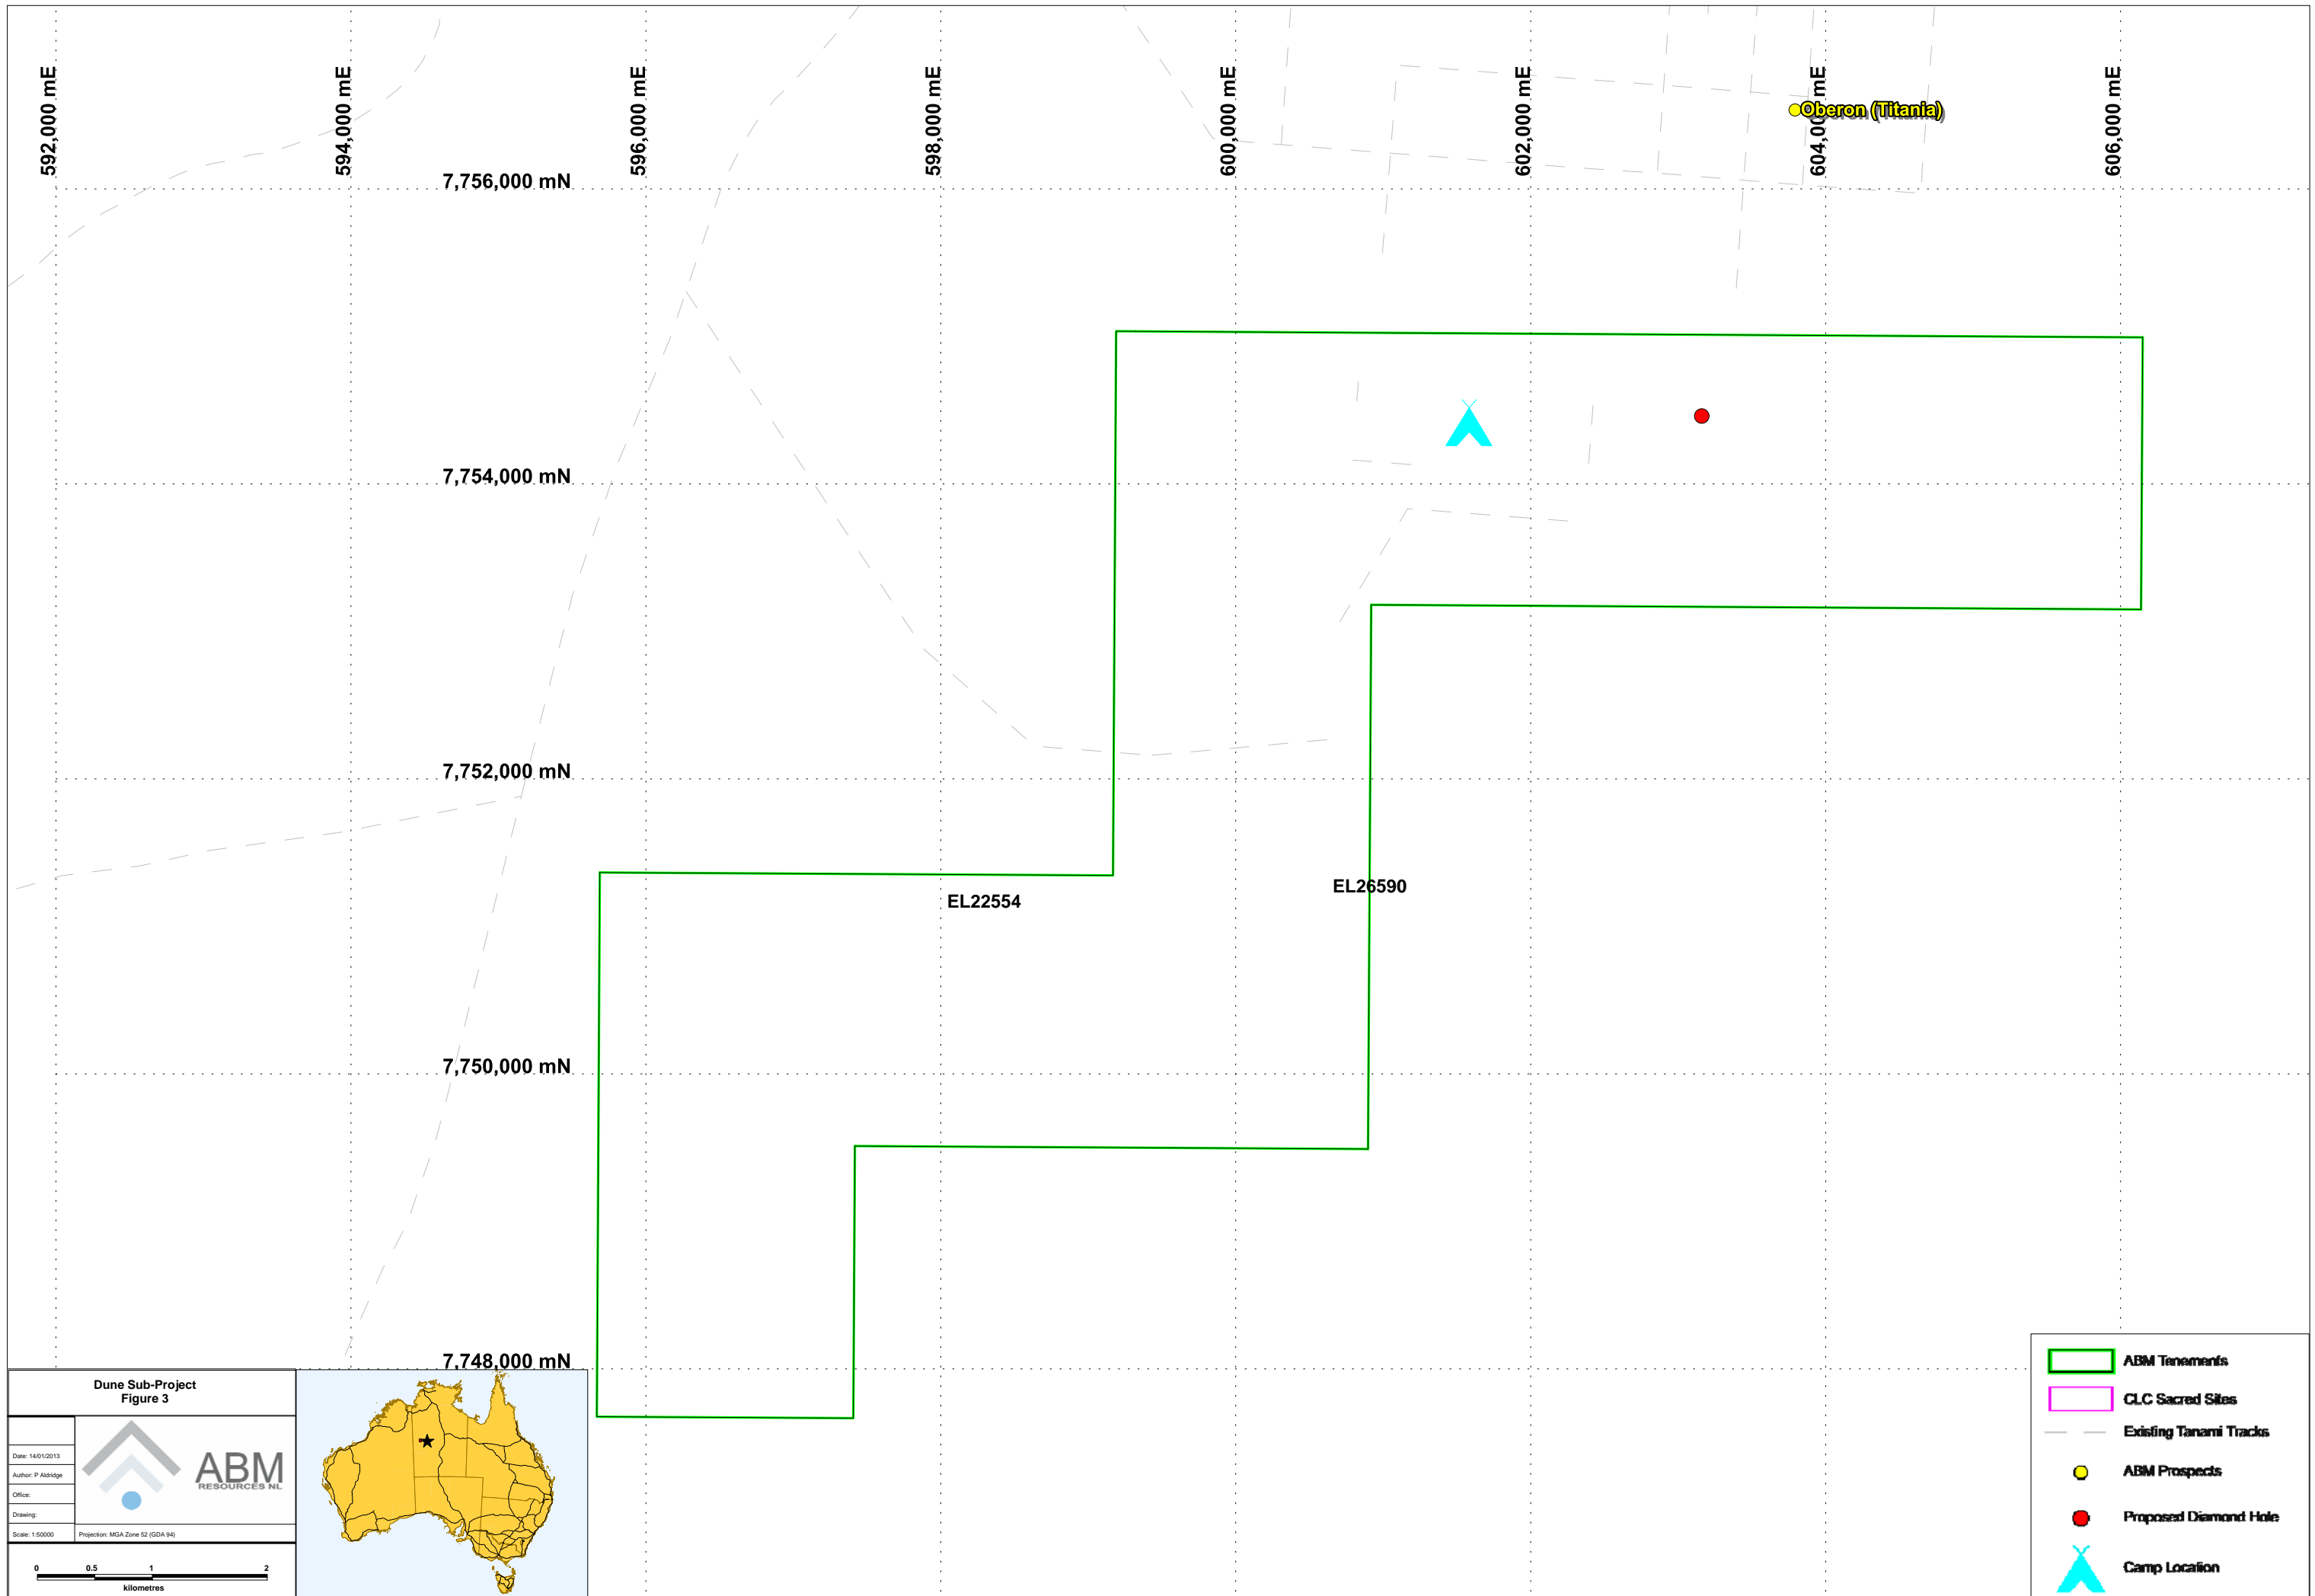 592,000 mE
594,000 mE
596,000 mE
598,000 mE
600,000 mE
602,000 mE
604,000 mE
606,000 mE
Oberon (Titania)
7,756,000 mN
7,754,000 mN
7,752,000 mN
EL26590
EL22554
7,750,000 mN
7,748,000 mN
Dune Sub-Project
Figure 3
Date: 14/01/2013
Author: P Aldridge
Office:
Drawing:
Scale: 1:50000
ABM
RESOURCES NL
Projection: MGA Zone 52 (GDA 94)
0 0.5 1 2
kilometres
ABM Tenements
CLC Sacred Sites
Existing Tanami Tracks
ABM Prospects
Proposed Diamond Hole
Camp Location